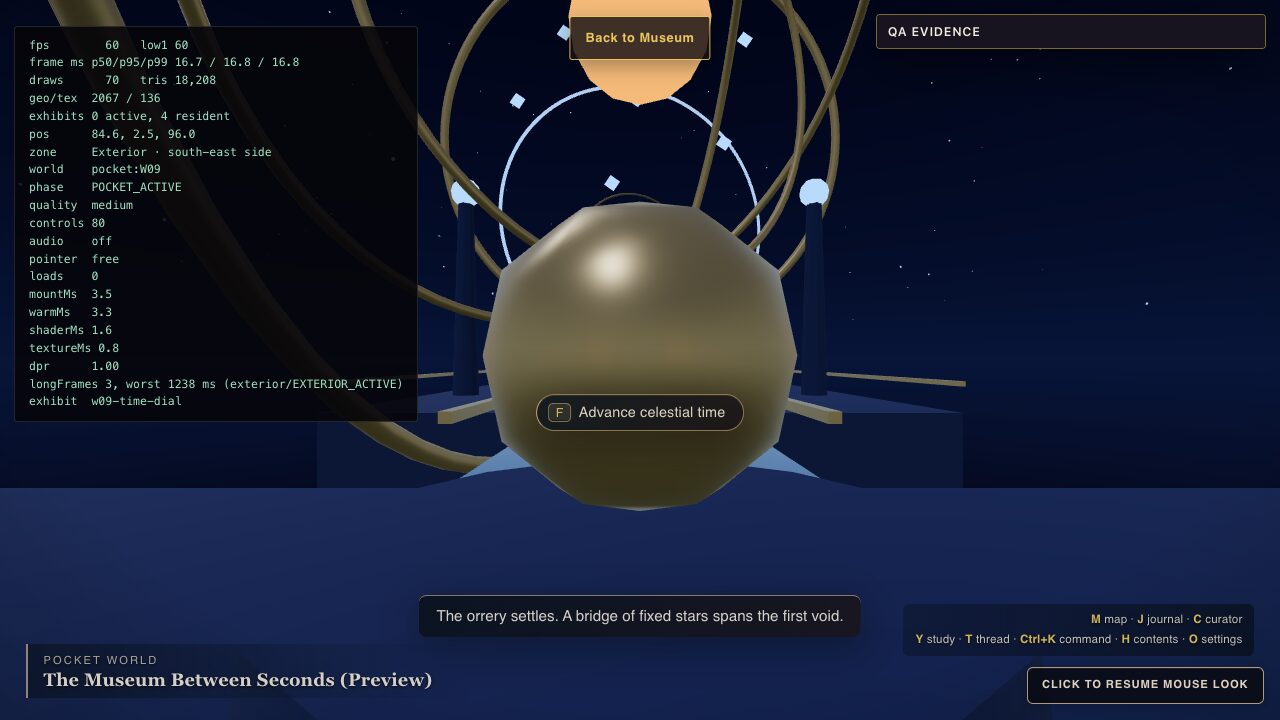 fps 60 low1 60
frame ms p50/p95/p99 16.7 / 16.8 / 16.8
draws 70 tris 18,208
geo/tex 2067 / 136
exhibits 0 active, 4 resident
pos 84.6, 2.5, 96.0
zone Exterior · south-east side
world pocket:W09
phase POCKET_ACTIVE
quality medium
controls 80
audio off
pointer free
loads 0
mountMs 3.5
warmMs 3.3
shaderMs 1.6
textureMs 0.8
dpr 1.00
longFrames 3, worst 1238 ms (exterior/EXTERIOR_ACTIVE)
exhibit w09-time-dial
Back to Museum
QA EVIDENCE
F Advance celestial time
The orrery settles. A bridge of fixed stars spans the first void.
M map · J journal · C curator
Y study · T thread · Ctrl+K command · H contents · O settings
POCKET WORLD
The Museum Between Seconds (Preview)
CLICK TO RESUME MOUSE LOOK